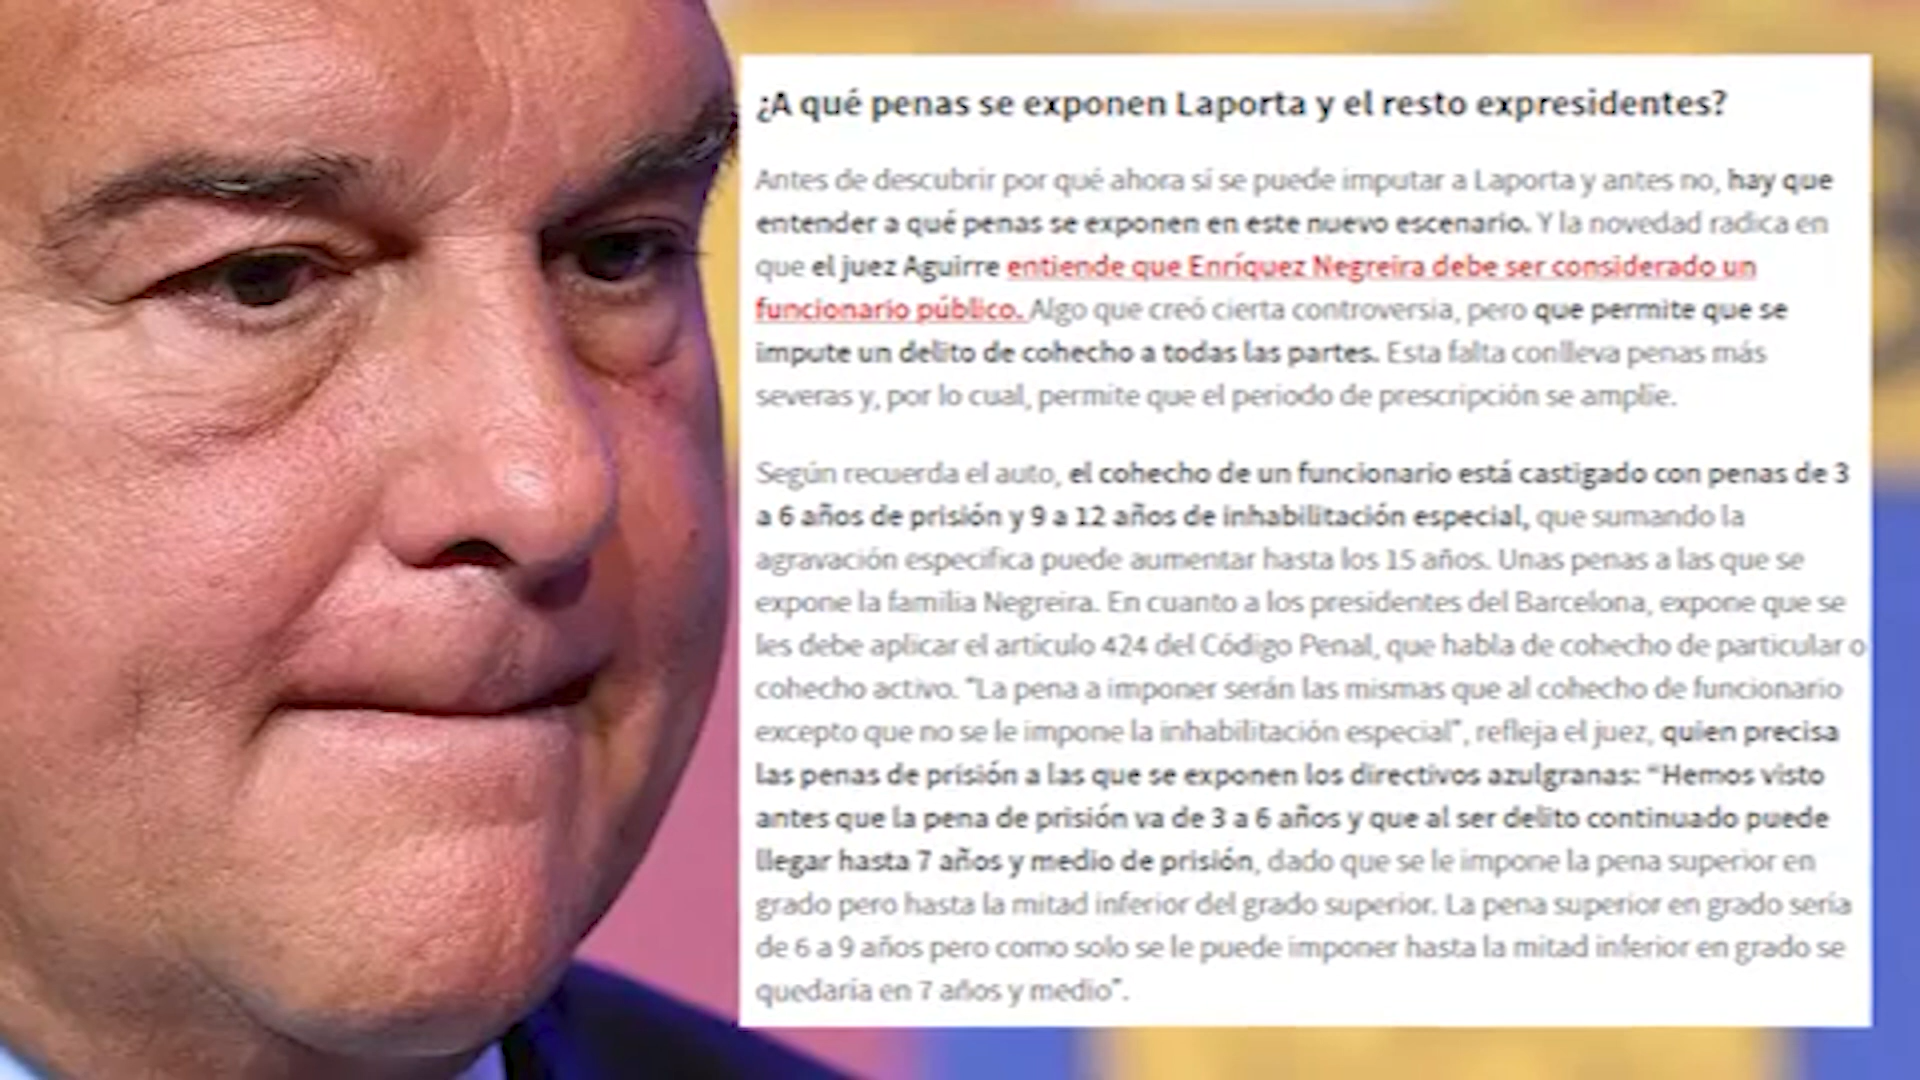 ¿A qué penas se exponen Laporta y el resto expresidentes?
Antes de descubrir por qué ahora sí se puede imputar a Laporta y antes no, hay que
entender a qué penas se exponen en este nuevo escenario. Y la novedad radica en
que el juez Aguirre entiende que Enríquez Negreira debe ser considerado un
funcionario público. Algo que creó cierta controversia, pero que permite que se
impute un delito de cohecho a todas las partes. Esta falta conlleva penas más
severas y, por lo cual, permite que el periodo de prescripción se amplíe.
Según recuerda el auto, el cohecho de un funcionario está castigado con penas de 3
a 6 años de prisión y 9 a 12 años de inhabilitación especial, que sumando la
agravación específica puede aumentar hasta los 15 años. Unas penas a las que se
expone la familia Negreira. En cuanto a los presidentes del Barcelona, expone que se
les debe aplicar el artículo 424 del Código Penal, que habla de cohecho de particular o
cohecho activo. "La pena a imponer serán las mismas que al cohecho de funcionario
excepto que no se le impone la inhabilitación especial", refleja el juez, quien precisa
las penas de prisión a las que se exponen los directivos azulgranas: "Hemos visto
antes que la pena de prisión va de 3 a 6 años y que al ser delito continuado puede
llegar hasta 7 años y medio de prisión, dado que se le impone la pena superior en
grado pero hasta la mitad inferior del grado superior. La pena superior en grado sería
de 6 a 9 años pero como solo se le puede imponer hasta la mitad inferior en grado se
quedaría en 7 años y medio".